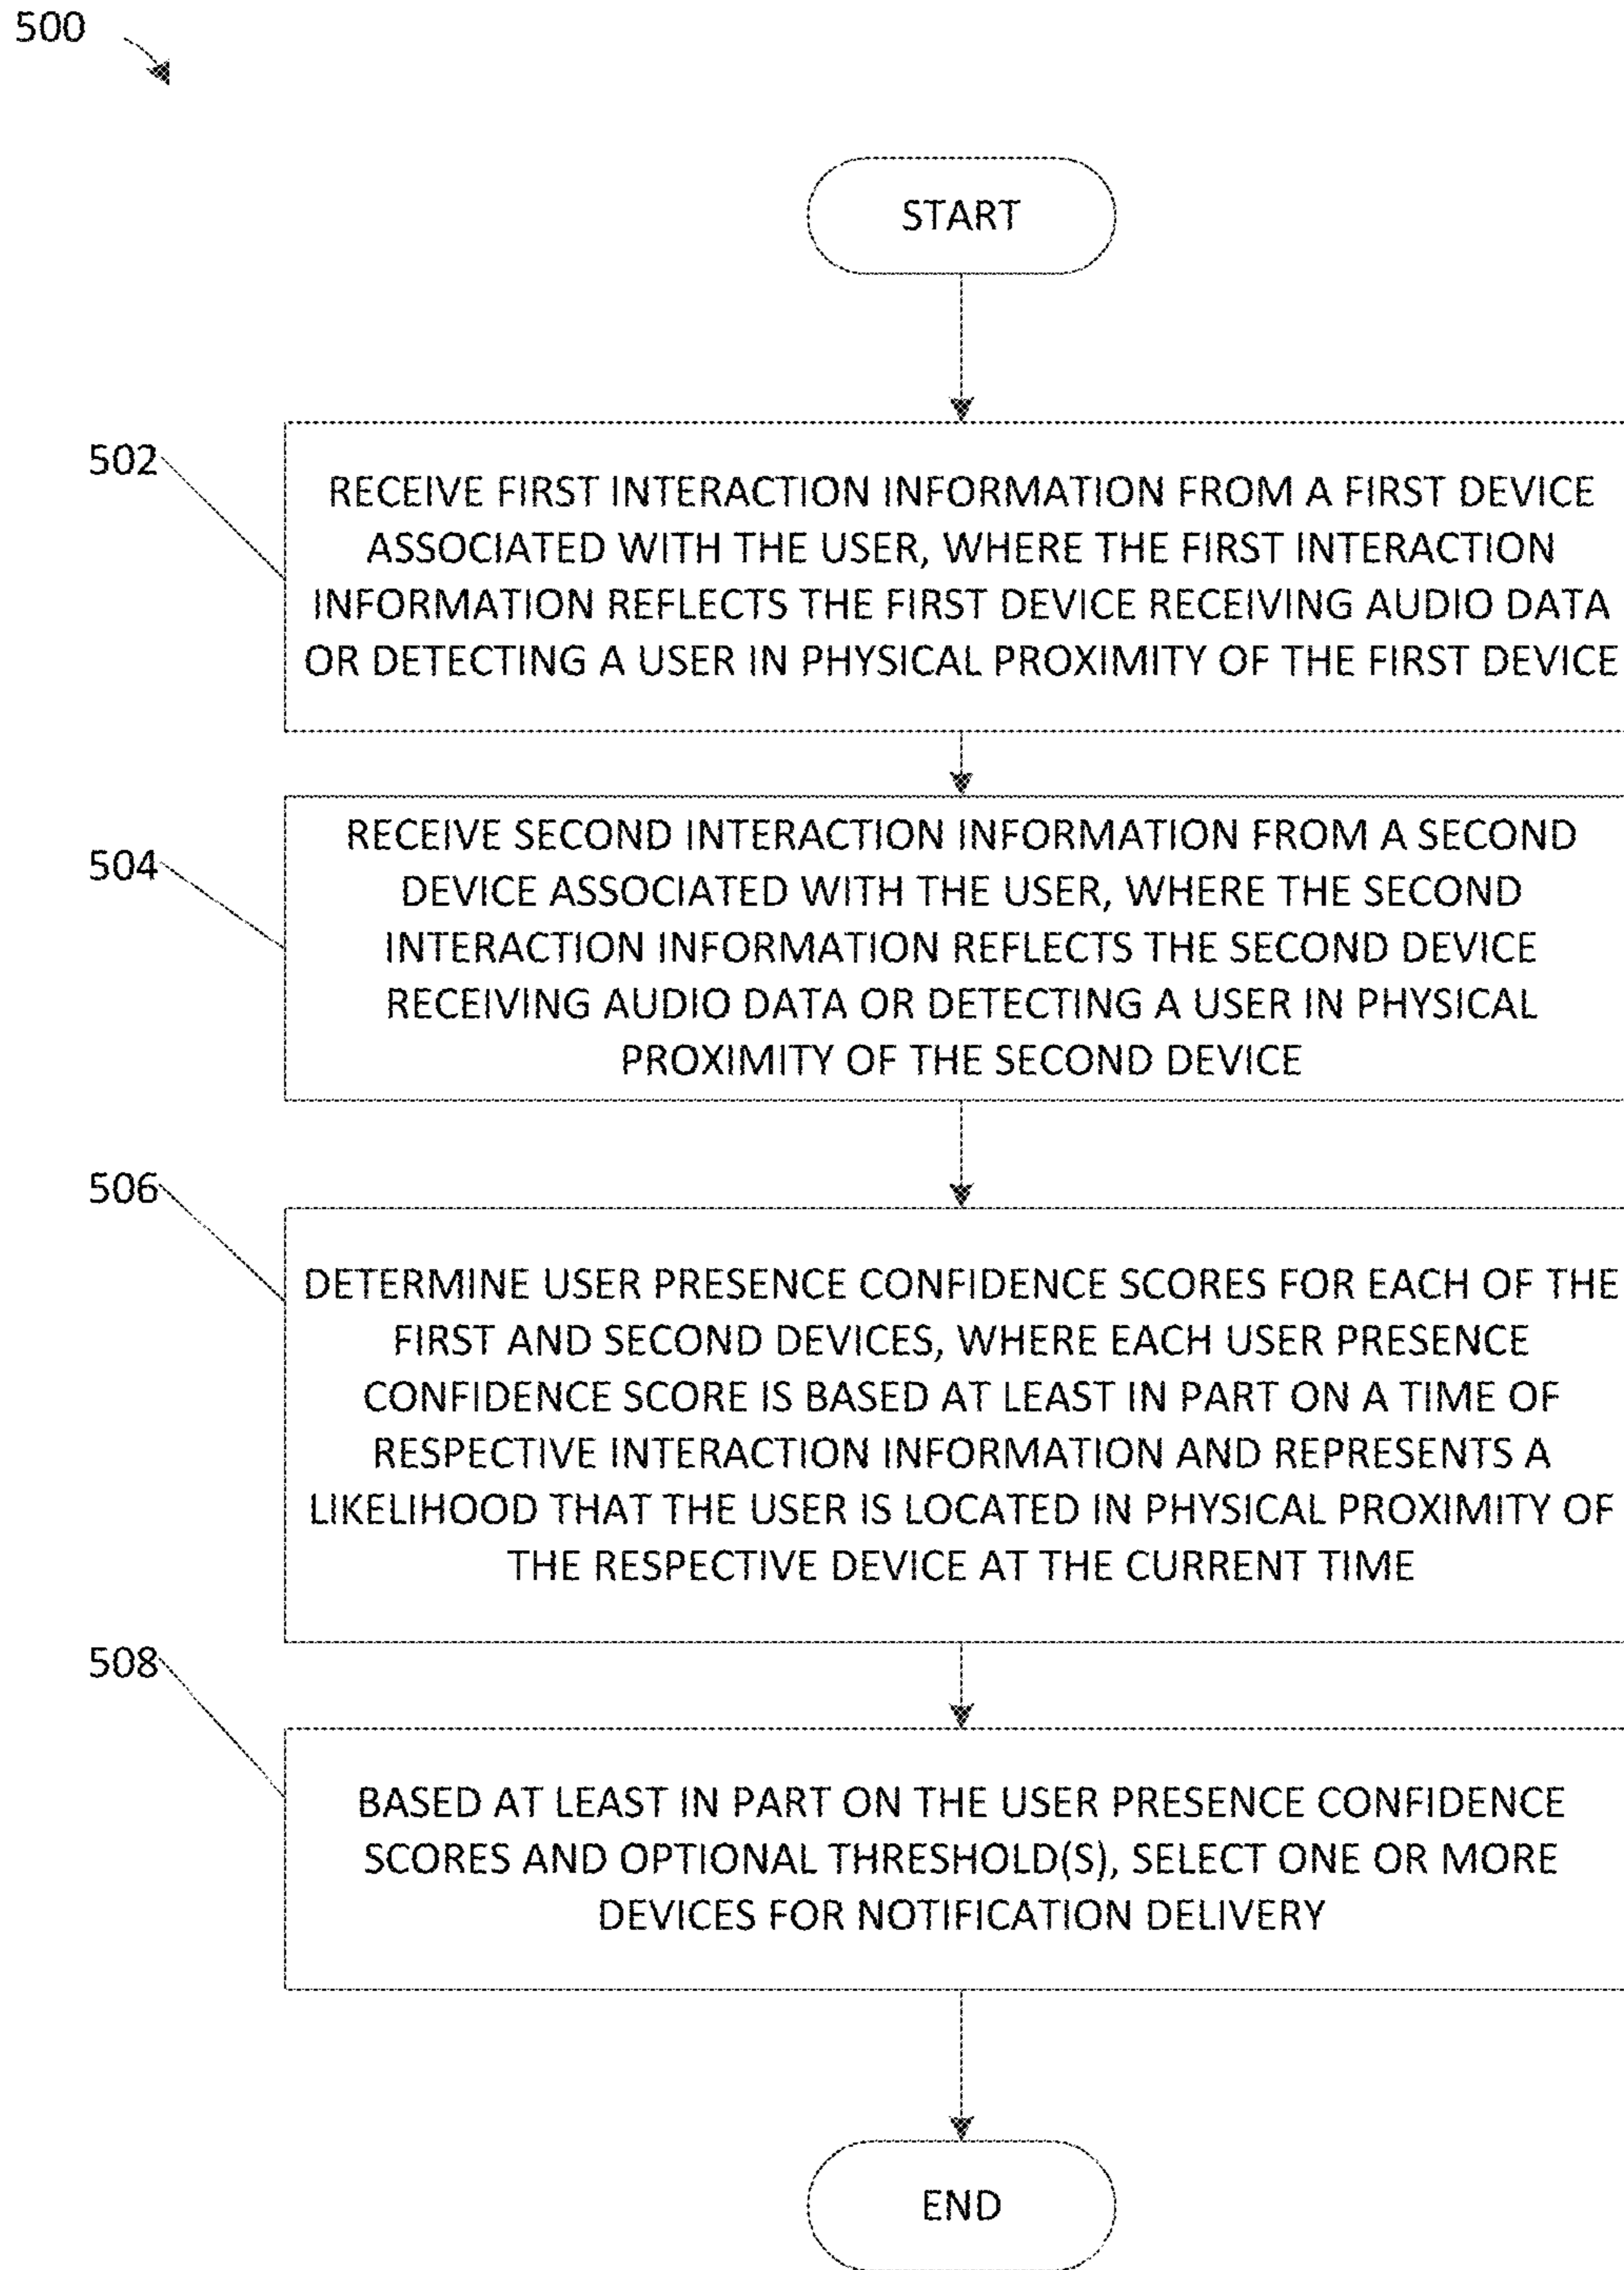 500
START
502
RECEIVE FIRST INTERACTION INFORMATION FROM A FIRST DEVICE
ASSOCIATED WITH THE USER, WHERE THE FIRST INTERACTION
INFORMATION REFLECTS THE FIRST DEVICE RECEIVING AUDIO DATA
OR DETECTING A USER IN PHYSICAL PROXIMITY OF THE FIRST DEVICE
504
RECEIVE SECOND INTERACTION INFORMATION FROM A SECOND
DEVICE ASSOCIATED WITH THE USER, WHERE THE SECOND
INTERACTION INFORMATION REFLECTS THE SECOND DEVICE
RECEIVING AUDIO DATA OR DETECTING A USER IN PHYSICAL
PROXIMITY OF THE SECOND DEVICE
506
DETERMINE USER PRESENCE CONFIDENCE SCORES FOR EACH OF THE
FIRST AND SECOND DEVICES, WHERE EACH USER PRESENCE
CONFIDENCE SCORE IS BASED AT LEAST IN PART ON A TIME OF
RESPECTIVE INTERACTION INFORMATION AND REPRESENTS A
LIKELIHOOD THAT THE USER IS LOCATED IN PHYSICAL PROXIMITY OF
THE RESPECTIVE DEVICE AT THE CURRENT TIME
508
BASED AT LEAST IN PART ON THE USER PRESENCE CONFIDENCE
SCORES AND OPTIONAL THRESHOLD(S), SELECT ONE OR MORE
DEVICES FOR NOTIFICATION DELIVERY
END